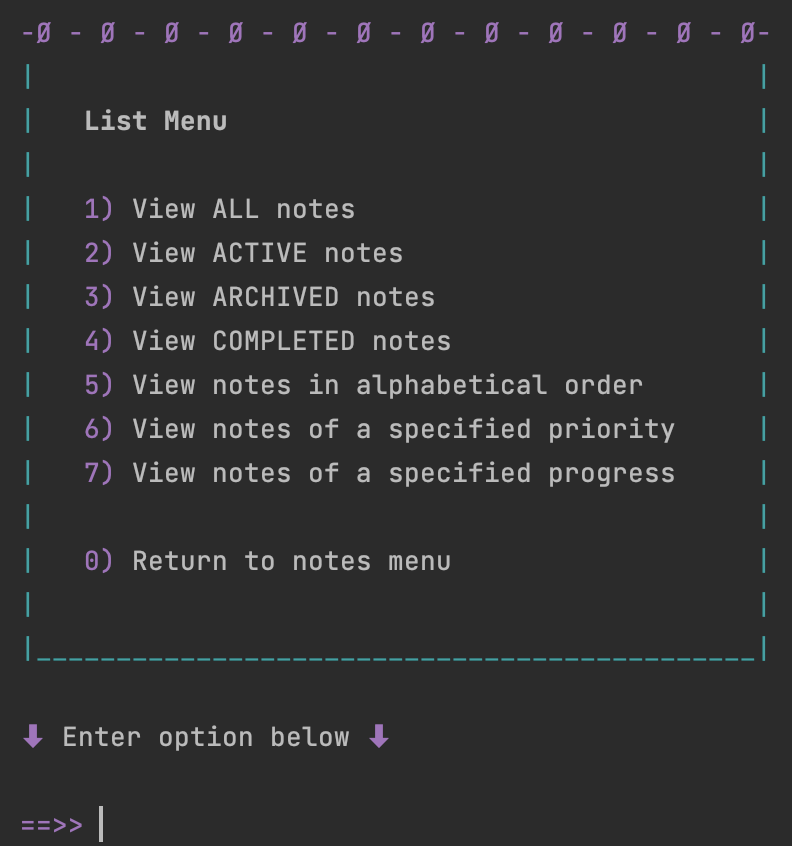 -Ø - Ø - Ø - Ø - Ø - Ø - Ø - Ø - Ø - Ø - Ø - Ø-
|                                             |
|   List Menu                                 |
|                                             |
|   1) View ALL notes                         |
|   2) View ACTIVE notes                      |
|   3) View ARCHIVED notes                    |
|   4) View COMPLETED notes                   |
|   5) View notes in alphabetical order       |
|   6) View notes of a specified priority     |
|   7) View notes of a specified progress     |
|                                             |
|   0) Return to notes menu                   |
|                                             |
|_____________________________________________|
⬇ Enter option below ⬇
==>>